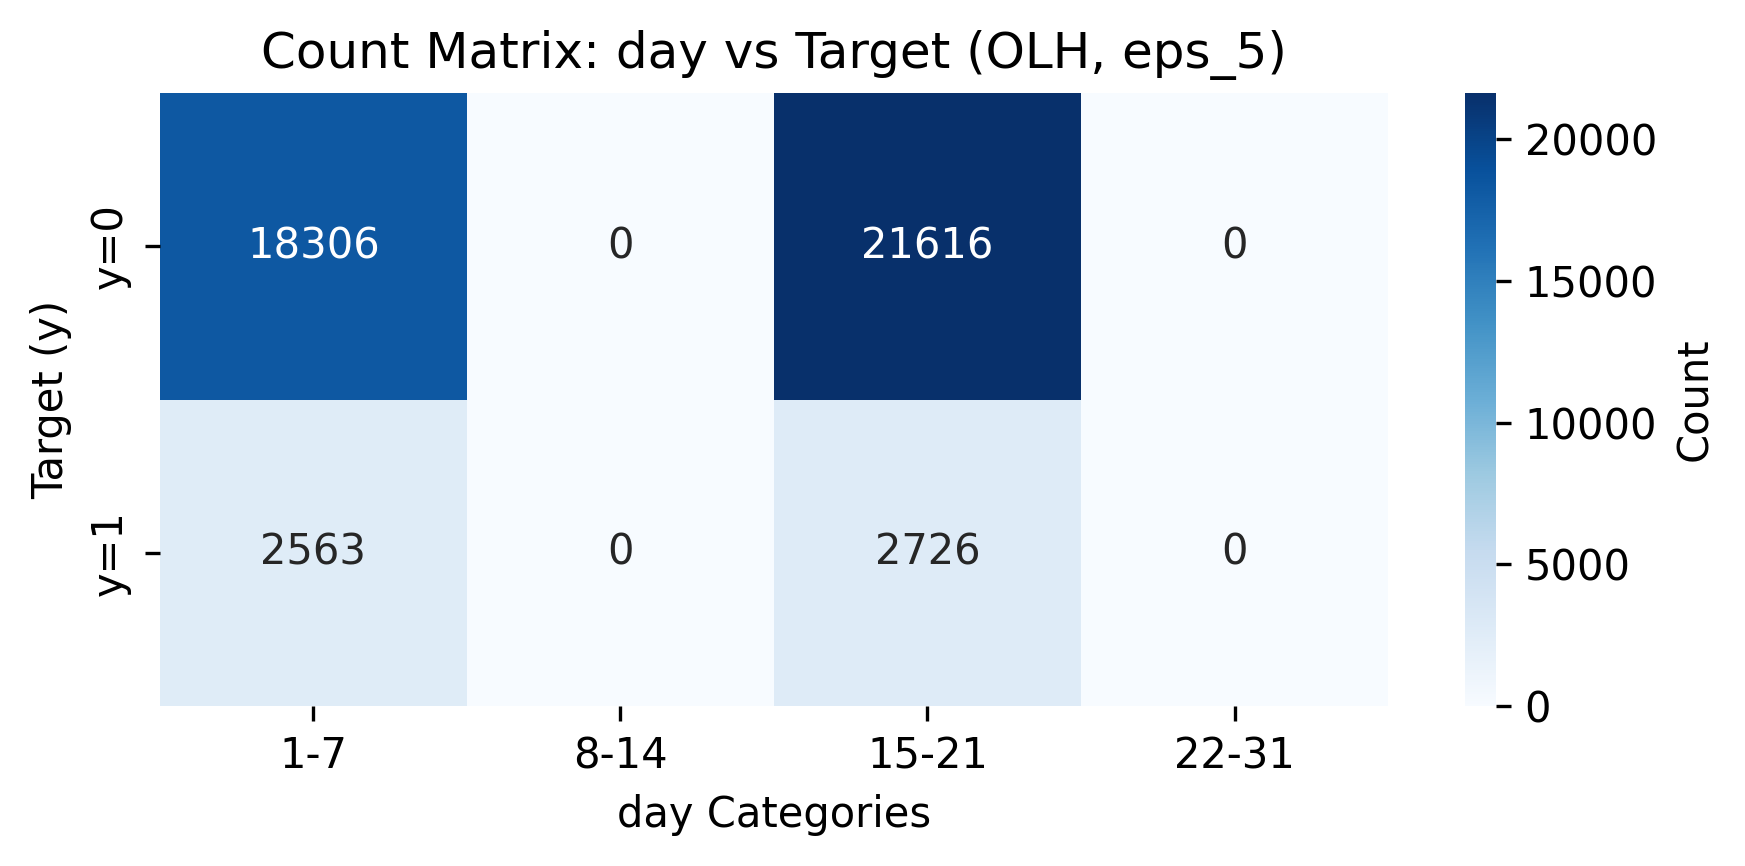 Count Matrix: day vs Target (OLH, eps_5)
Target (y)
y=0
18306 0 21616 0
y=1
2563 0 2726 0
1-7 8-14 15-21 22-31
day Categories
20000
15000
10000
5000
0
Count